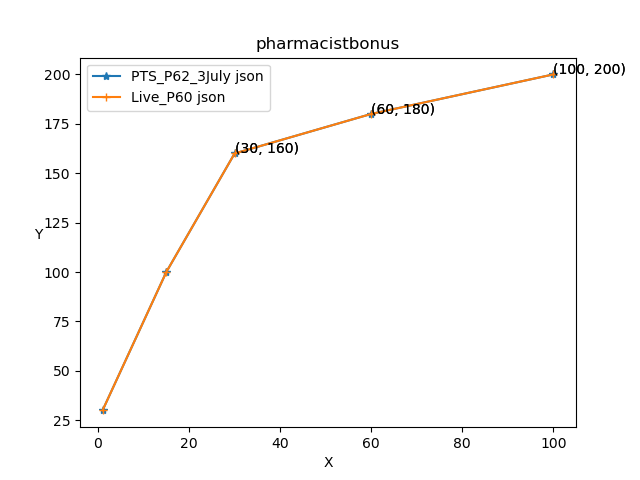 pharmacistbonus
PTS_P62_3July json
Live_P60 json
(100, 200)
(60, 180)
(30, 160)
200
175
150
125
100
75
50
25
Y
0 20 40 60 80 100
X